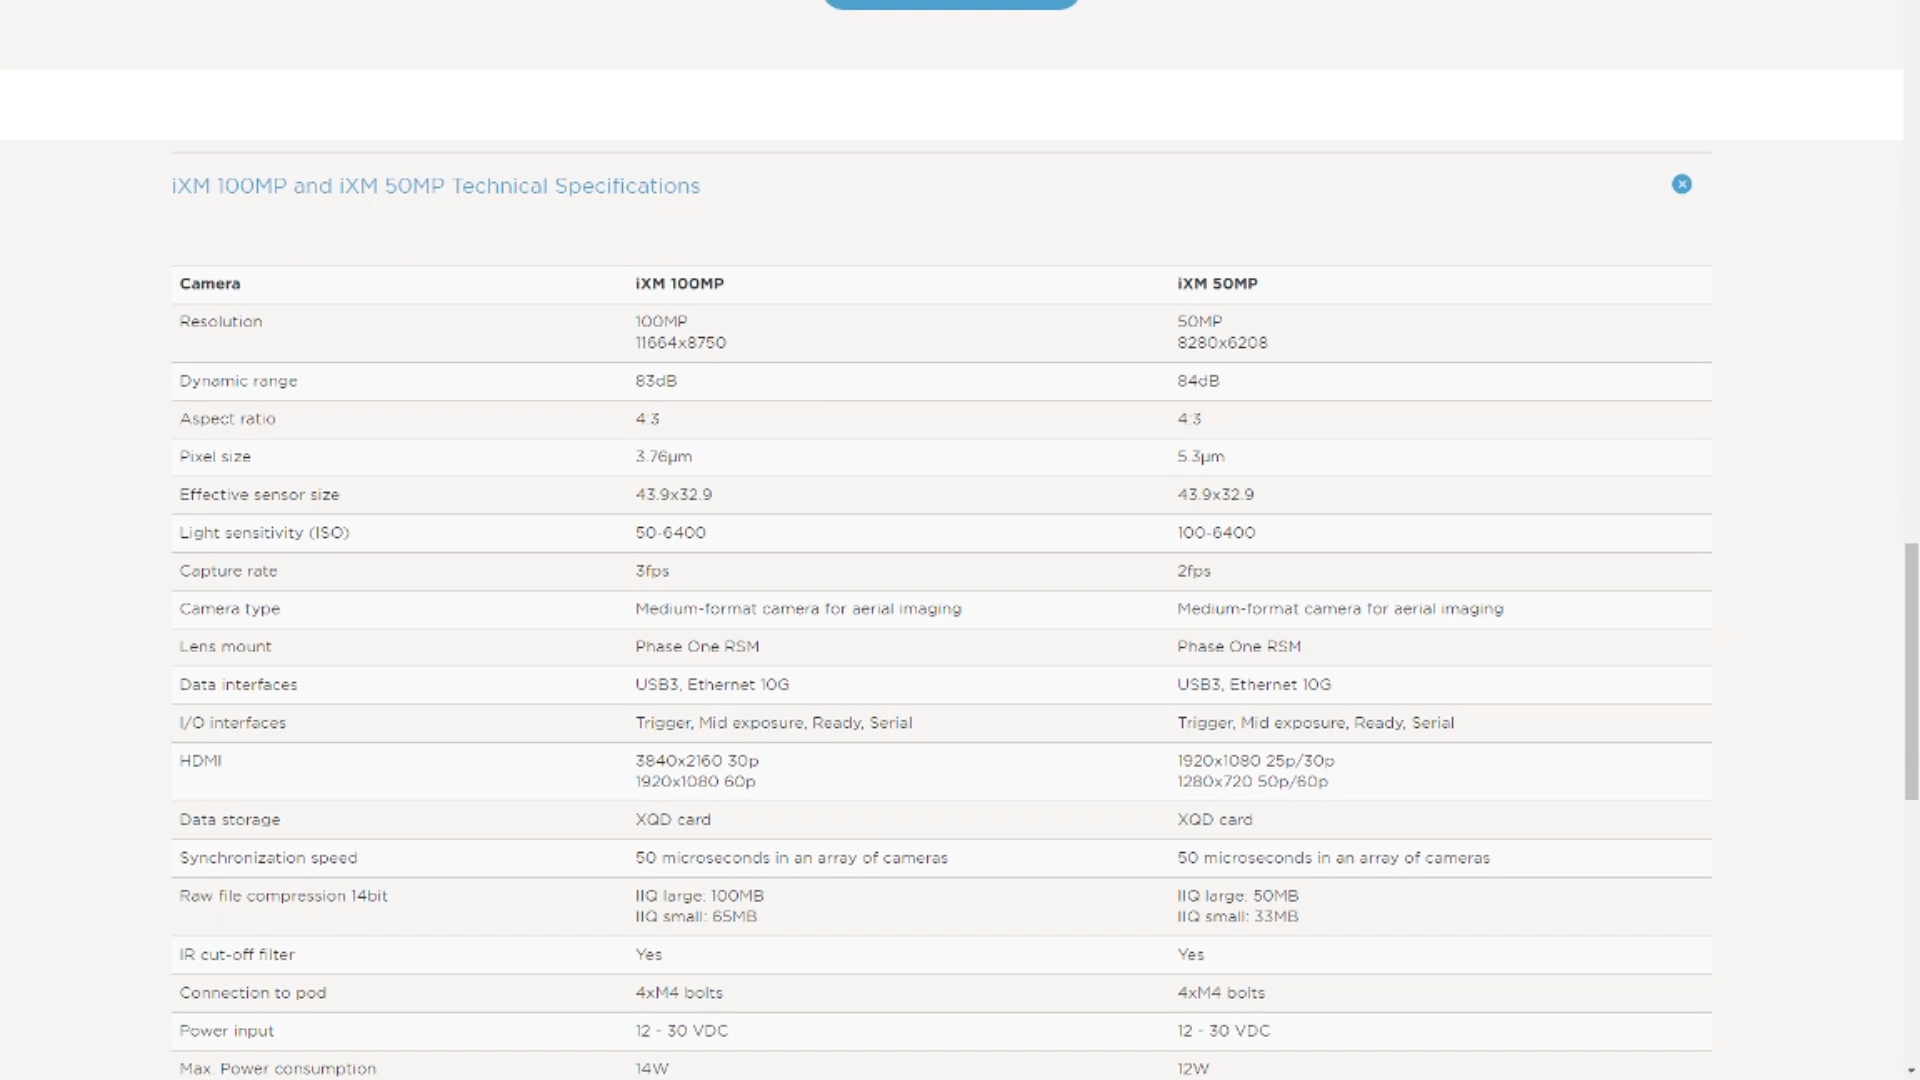 iXM 100MP and iXM 50MP Technical Specifications
Camera iXM 100MP iXM 50MP
Resolution 100MP 50MP
11664x8750 8280x6208
Dynamic range 83dB 84dB
Aspect ratio 4:3 4:3
Pixel size 3.76µm 5.3µm
Effective sensor size 43.9x32.9 43.9x32.9
Light sensitivity (ISO) 50-6400 100-6400
Capture rate 3fps 2fps
Camera type Medium-format camera for aerial imaging Medium-format camera for aerial imaging
Lens mount Phase One RSM Phase One RSM
Data interfaces USB3, Ethernet 10G USB3, Ethernet 10G
I/O interfaces Trigger, Mid exposure, Ready, Serial Trigger, Mid exposure, Ready, Serial
HDMI 3840x2160 30p 1920x1080 25p/30p
1920x1080 60p 1280x720 50p/60p
Data storage XQD card XQD card
Synchronization speed 50 microseconds in an array of cameras 50 microseconds in an array of cameras
Raw file compression 14bit IIQ large: 100MB IIQ large: 50MB
IIQ small: 65MB IIQ small: 33MB
IR cut-off filter Yes Yes
Connection to pod 4xM4 bolts 4xM4 bolts
Power input 12 - 30 VDC 12 - 30 VDC
Max. Power consumption 14W 12W